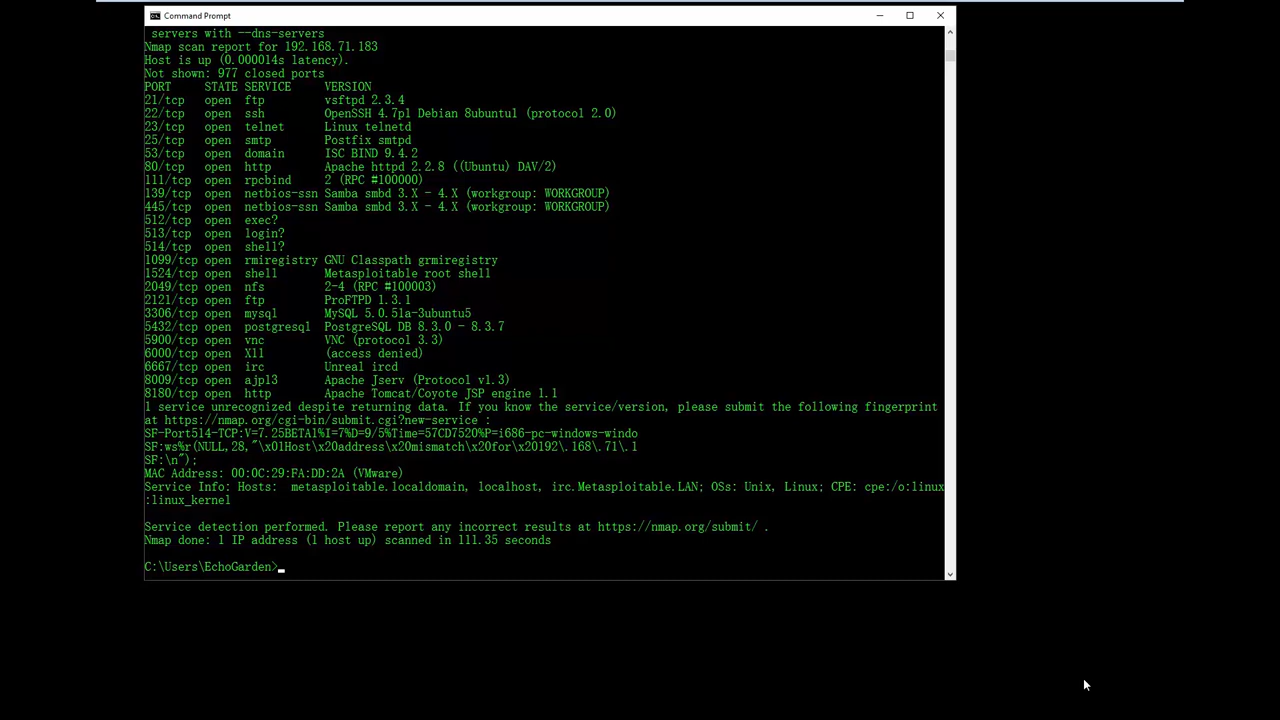 Command Prompt
servers with --dns-servers
Nmap scan report for 192.168.71.183
Host is up (0.000014s latency).
Not shown: 977 closed ports
PORT     STATE SERVICE     VERSION
21/tcp   open  ftp         vsftpd 2.3.4
22/tcp   open  ssh         OpenSSH 4.7p1 Debian 8ubuntu1 (protocol 2.0)
23/tcp   open  telnet      Linux telnetd
25/tcp   open  smtp        Postfix smtpd
53/tcp   open  domain      ISC BIND 9.4.2
80/tcp   open  http        Apache httpd 2.2.8 ((Ubuntu) DAV/2)
111/tcp  open  rpcbind     2 (RPC #100000)
139/tcp  open  netbios-ssn Samba smbd 3.X - 4.X (workgroup: WORKGROUP)
445/tcp  open  netbios-ssn Samba smbd 3.X - 4.X (workgroup: WORKGROUP)
512/tcp  open  exec?
513/tcp  open  login?
514/tcp  open  shell?
1099/tcp open  rmiregistry GNU Classpath grmiregistry
1524/tcp open  shell       Metasploitable root shell
2049/tcp open  nfs         2-4 (RPC #100003)
2121/tcp open  ftp         ProFTPD 1.3.1
3306/tcp open  mysql       MySQL 5.0.51a-3ubuntu5
5432/tcp open  postgresql  PostgreSQL DB 8.3.0 - 8.3.7
5900/tcp open  vnc         VNC (protocol 3.3)
6000/tcp open  X11         (access denied)
6667/tcp open  irc         Unreal ircd
8009/tcp open  ajp13       Apache Jserv (Protocol v1.3)
8180/tcp open  http        Apache Tomcat/Coyote JSP engine 1.1
1 service unrecognized despite returning data. If you know the service/version, please submit the following fingerprint
at https://nmap.org/cgi-bin/submit.cgi?new-service :
SF-Port514-TCP:V=7.25BETA1%I=7%D=9/5%Time=57CD7520%P=i686-pc-windows-windo
SF:ws%r(NULL,28,"\x01Host\x20address\x20mismatch\x20for\x20192\.168\.71\.1
SF:\n");
MAC Address: 00:0C:29:FA:DD:2A (VMware)
Service Info: Hosts:  metasploitable.localdomain, localhost, irc.Metasploitable.LAN; OSs: Unix, Linux; CPE: cpe:/o:linux
:linux_kernel
Service detection performed. Please report any incorrect results at https://nmap.org/submit/ .
Nmap done: 1 IP address (1 host up) scanned in 111.35 seconds
C:\Users\EchoGarden>